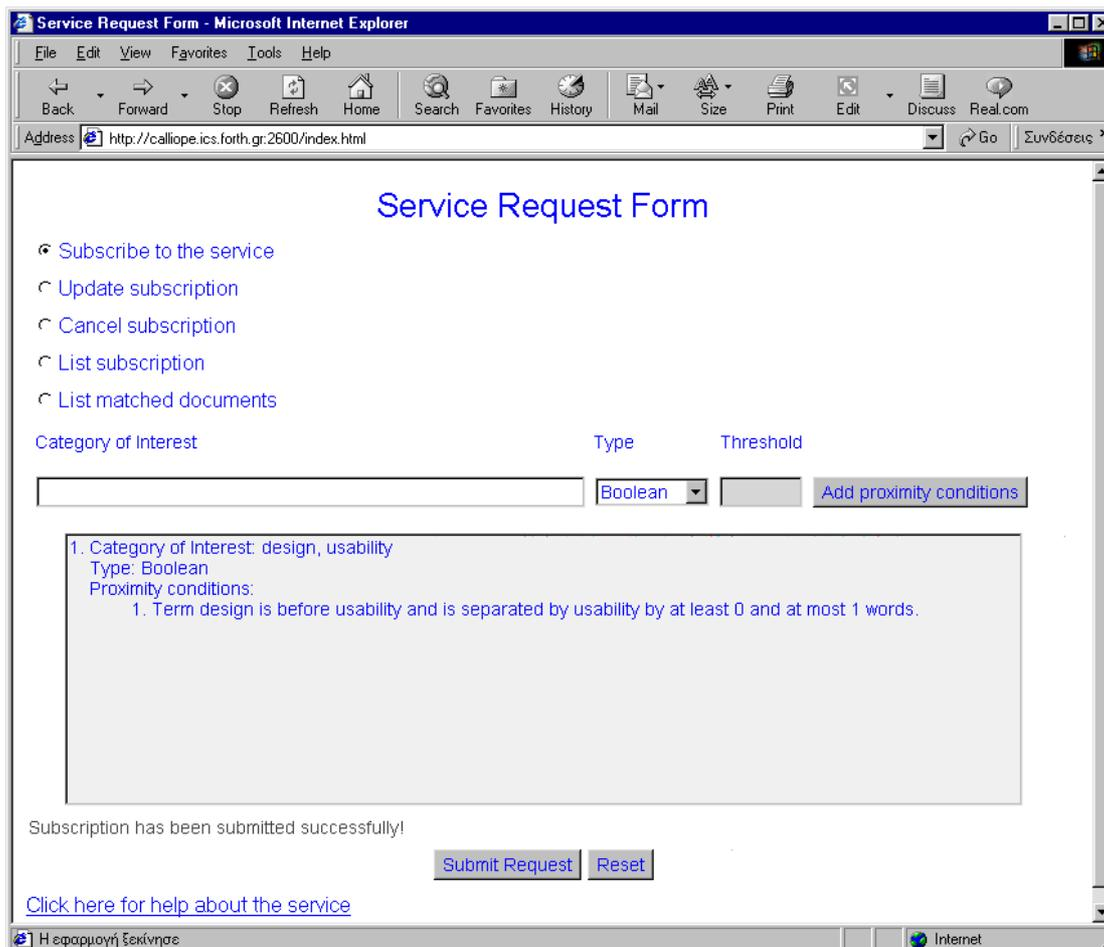 Service Request Form - Microsoft Internet Explorer
File Edit View Favorites Tools Help
Back Forward Stop Refresh Home Search Favorites History Mail Size Print Edit Discuss Real.com
Address http://calliope.ics.forth.gr:2600/index.html Go Συνδέσεις »
Service Request Form
Subscribe to the service
Update subscription
Cancel subscription
List subscription
List matched documents
Category of Interest Type Threshold
Boolean Add proximity conditions
1. Category of Interest: design, usability
Type: Boolean
Proximity conditions:
1. Term design is before usability and is separated by usability by at least 0 and at most 1 words.
Subscription has been submitted successfully!
Submit Request Reset
Click here for help about the service
Η εφαρμογή ξεκίνησε Internet